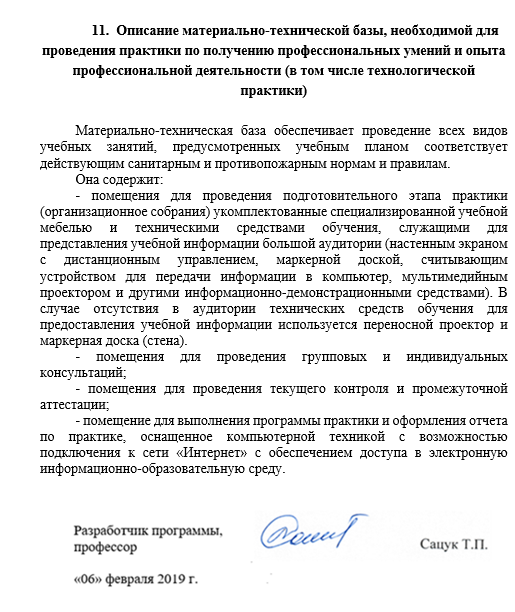 11. Описание материально-технической базы, необходимой для
проведения практики по получению профессиональных умений и опыта
профессиональной деятельности (в том числе технологической
практики)
Материально-техническая база обеспечивает проведение всех видов
учебных занятий, предусмотренных учебным планом соответствует
действующим санитарным и противопожарным нормам и правилам.
Она содержит:
- помещения для проведения подготовительного этапа практики
(организационное собрания) укомплектованные специализированной учебной
мебелью и техническими средствами обучения, служащими для
представления учебной информации большой аудитории (настенным экраном
с дистанционным управлением, маркерной доской, считывающим
устройством для передачи информации в компьютер, мультимедийным
проектором и другими информационно-демонстрационными средствами). В
случае отсутствия в аудитории технических средств обучения для
предоставления учебной информации используется переносной проектор и
маркерная доска (стена).
- помещения для проведения групповых и индивидуальных
консультаций;
- помещения для проведения текущего контроля и промежуточной
аттестации;
- помещение для выполнения программы практики и оформления отчета
по практике, оснащенное компьютерной техникой с возможностью
подключения к сети «Интернет» с обеспечением доступа в электронную
информационно-образовательную среду.
Разработчик программы,
профессор
Сацук Т.П.
«06» февраля 2019 г.